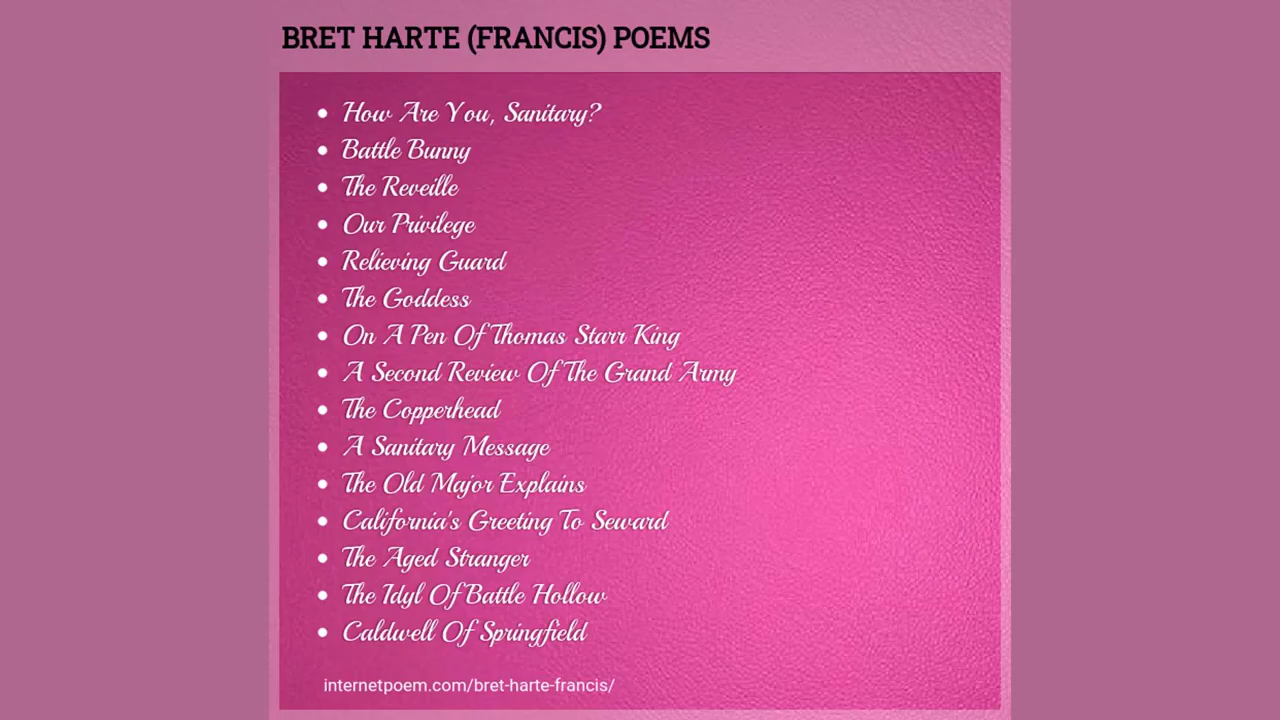 BRET HARTE (FRANCIS) POEMS
How Are You, Sanitary?
Battle Bunny
The Reveille
Our Privilege
Relieving Guard
The Goddess
On A Pen Of Thomas Starr King
A Second Review Of The Grand Army
The Copperhead
A Sanitary Message
The Old Major Explains
California's Greeting To Seward
The Aged Stranger
The Idyl Of Battle Hollow
Caldwell Of Springfield
internetpoem.com/bret-harte-francis/